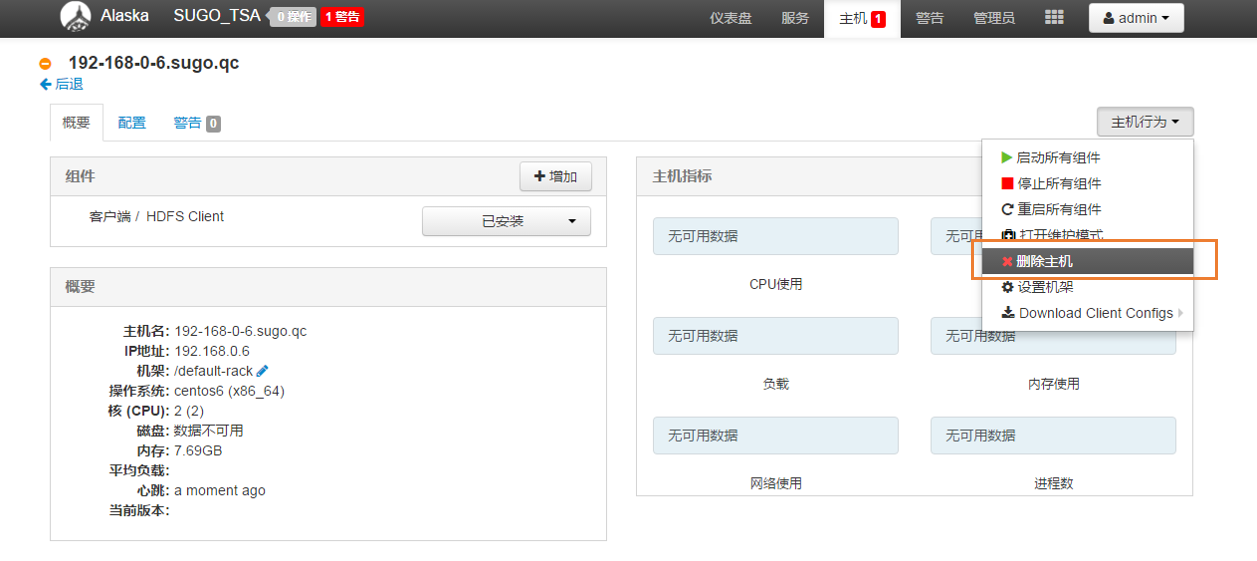 Alaska SUGO_TSA 0 操作 1 警告 仪表盘 服务 主机 1 警告 管理员 admin
192-168-0-6.sugo.qc
后退
概要 配置 警告 0 主机行为
启动所有组件
停止所有组件
重启所有组件
打开维护模式
删除主机
设置机架
Download Client Configs
组件 增加
客户端 / HDFS Client 已安装
概要
主机名: 192-168-0-6.sugo.qc
IP地址: 192.168.0.6
机架: /default-rack
操作系统: centos6 (x86_64)
核 (CPU): 2 (2)
磁盘: 数据不可用
内存: 7.69GB
平均负载:
心跳: a moment ago
当前版本:
主机指标
无可用数据 无可用
CPU使用
无可用数据 无可用数据
负载 内存使用
无可用数据 无可用数据
网络使用 进程数